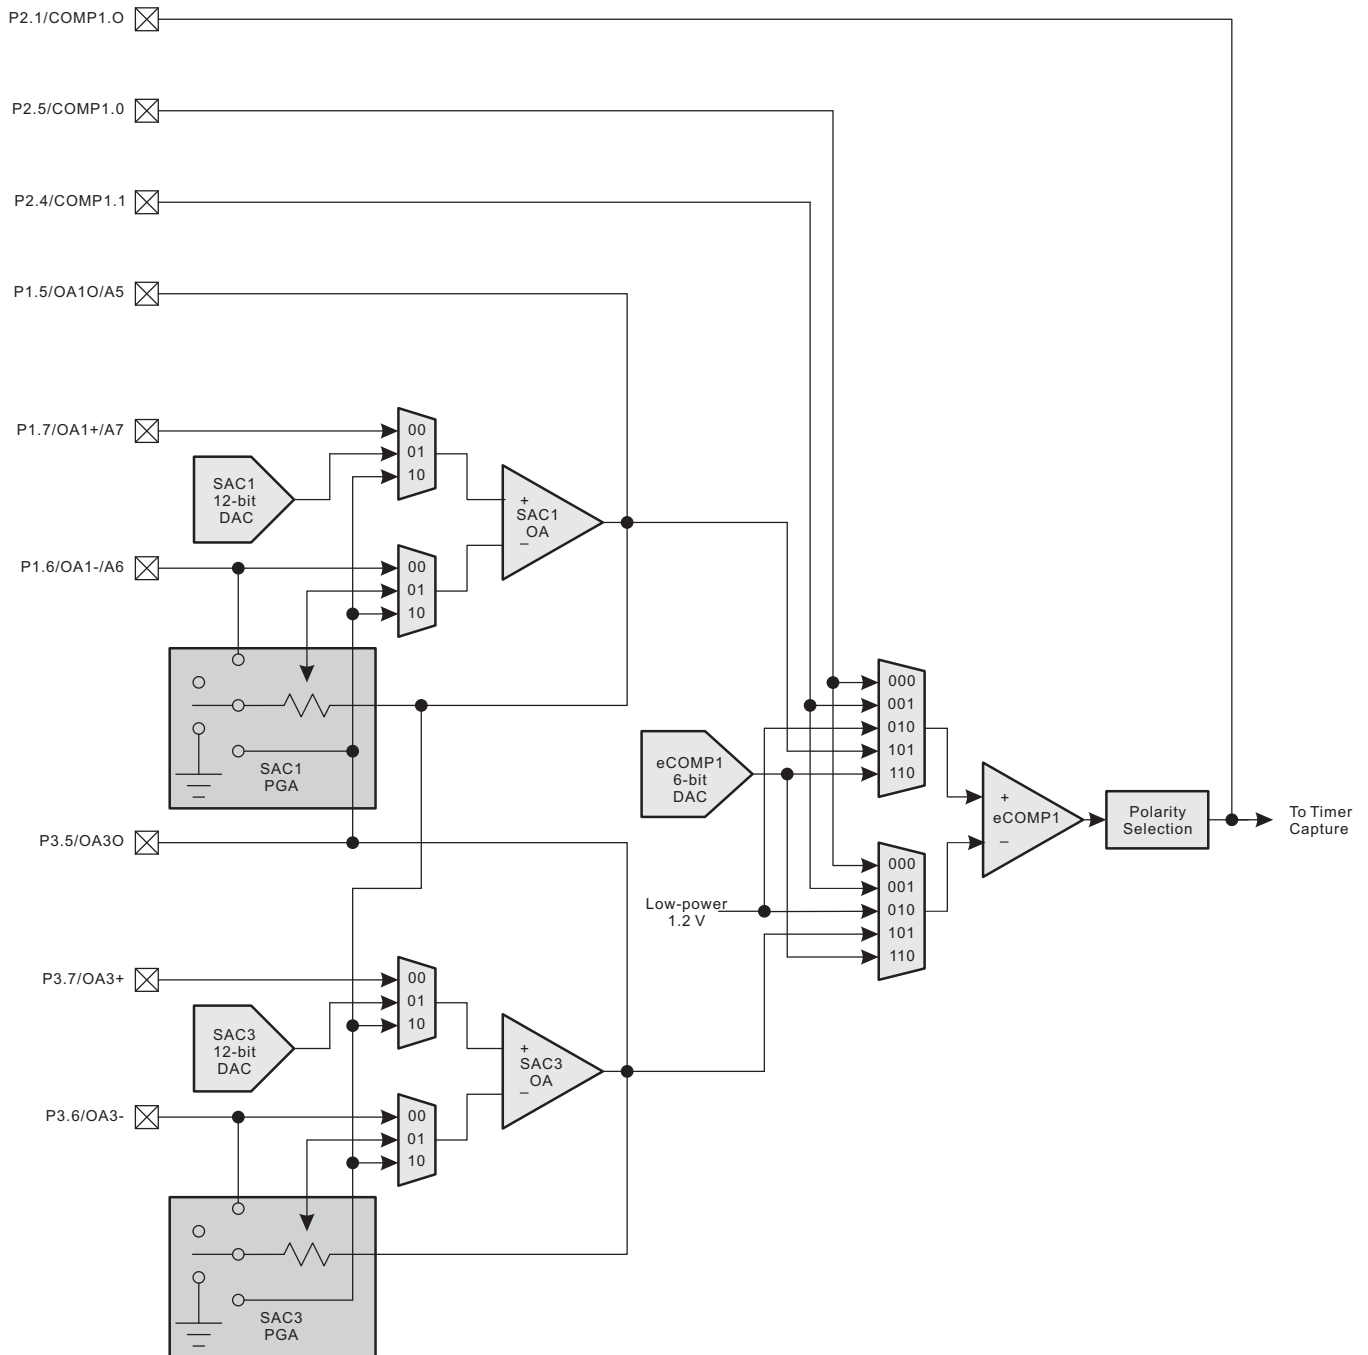 P2.1/COMP1.O
P2.5/COMP1.0
P2.4/COMP1.1
P1.5/OA1O/A5
P1.7/OA1+/A7
00
01
10
SAC1
12-bit
DAC
+
SAC1
OA
–
P1.6/OA1-/A6
00
01
10
SAC1
PGA
000
001
010
101
110
eCOMP1
6-bit
DAC
+
eCOMP1
–
Polarity
Selection
To Timer
Capture
P3.5/OA3O
000
001
010
101
110
Low-power
1.2 V
P3.7/OA3+
00
01
10
SAC3
12-bit
DAC
+
SAC3
OA
–
P3.6/OA3-
00
01
10
SAC3
PGA